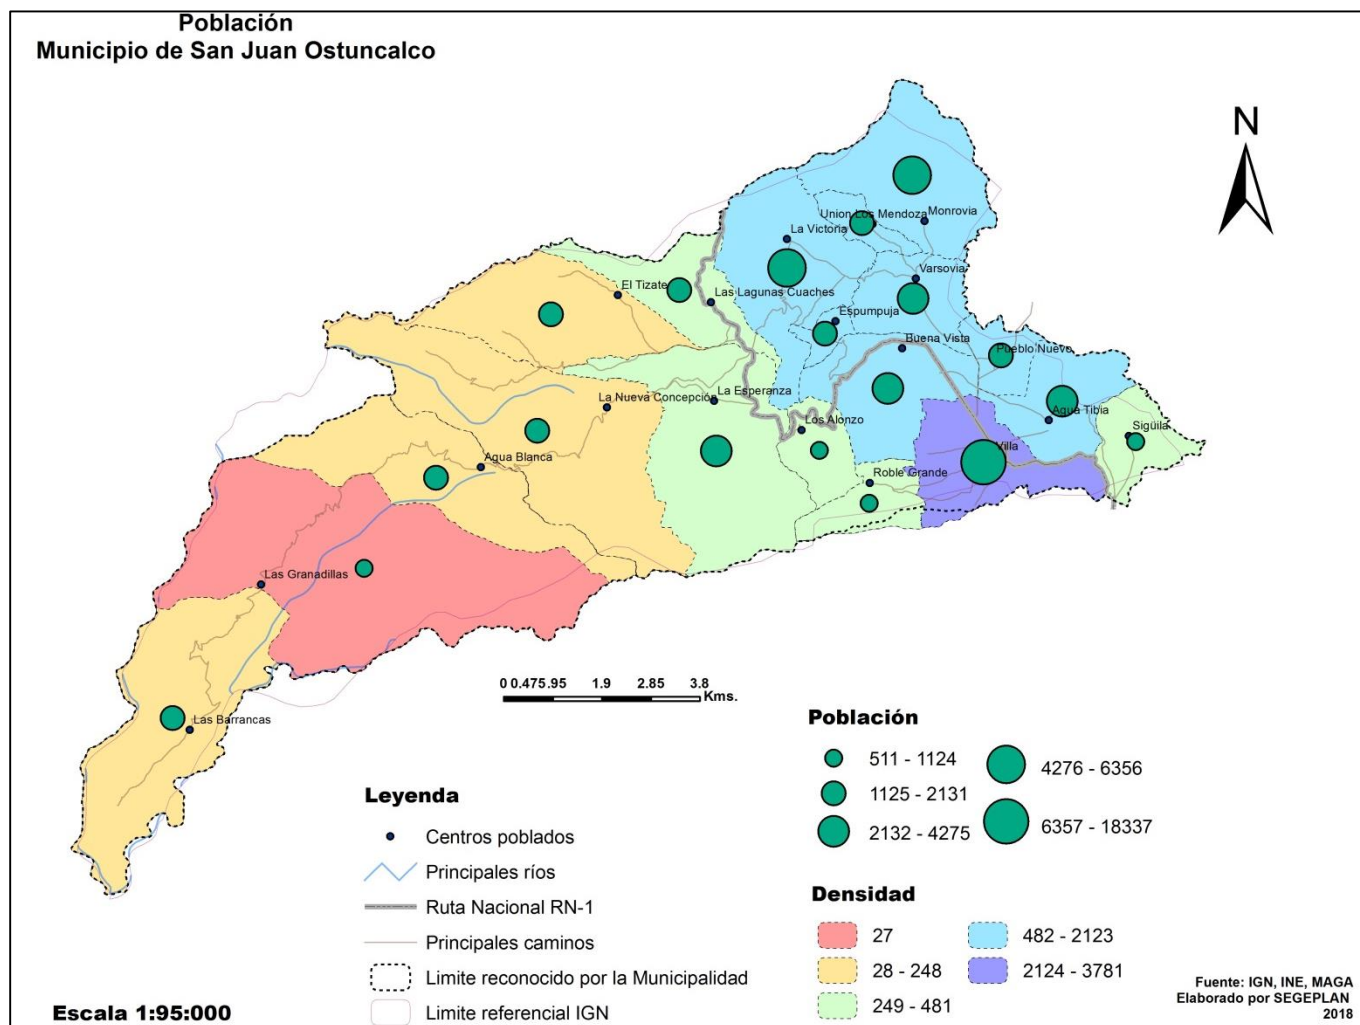 Población
Municipio de San Juan Ostuncalco
N
Union Los Mendoza
Monrovia
La Victoria
Varsovia
El Tizate
Las Lagunas Cuaches
Espumpuja
Buena Vista
Pueblo Nuevo
La Esperanza
La Nueva Concepción
Agua Tibia
Los Alonzo
Sigüila
Villa
Agua Blanca
Roble Grande
Las Granadillas
Las Barrancas
0 0.475.95 1.9 2.85 3.8
Kms.
Población
511 - 1124
1125 - 2131
2132 - 4275
4276 - 6356
6357 - 18337
Leyenda
Centros poblados
Principales ríos
Ruta Nacional RN-1
Principales caminos
Limite reconocido por la Municipalidad
Limite referencial IGN
Densidad
27
28 - 248
249 - 481
482 - 2123
2124 - 3781
Escala 1:95:000
Fuente: IGN, INE, MAGA
Elaborado por SEGEPLAN
2018